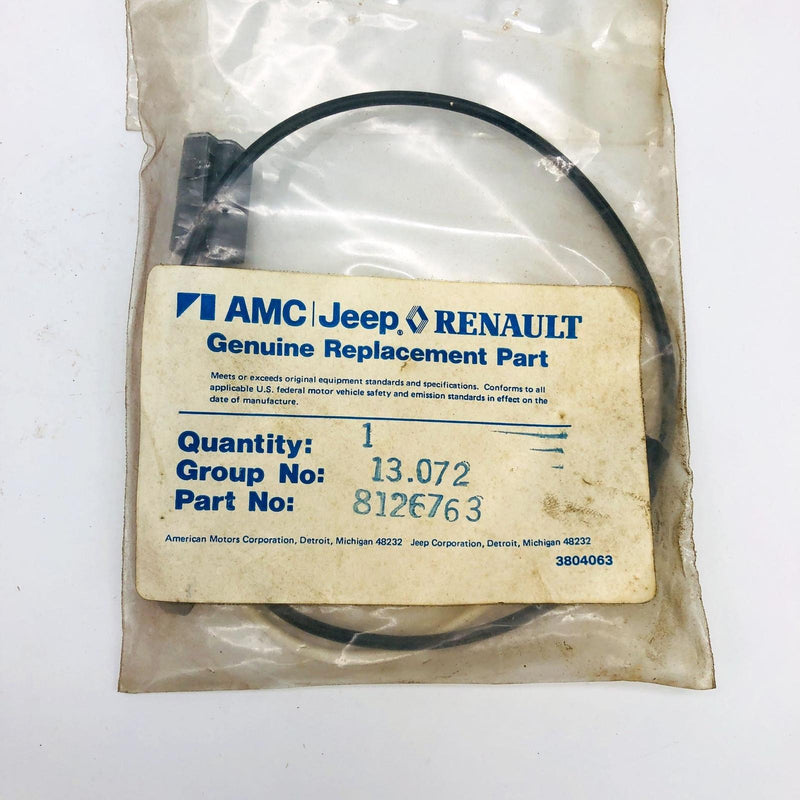 AMC | Jeep® RENAULT
Genuine Replacement Part
Meets or exceeds original equipment standards and specifications. Conforms to all
applicable U.S. federal motor vehicle safety and emission standards in effect on the
date of manufacture.
Quantity: 1
Group No: 13.072
Part No: 8126763
American Motors Corporation, Detroit, Michigan 48232 Jeep Corporation, Detroit, Michigan 48232
3804063